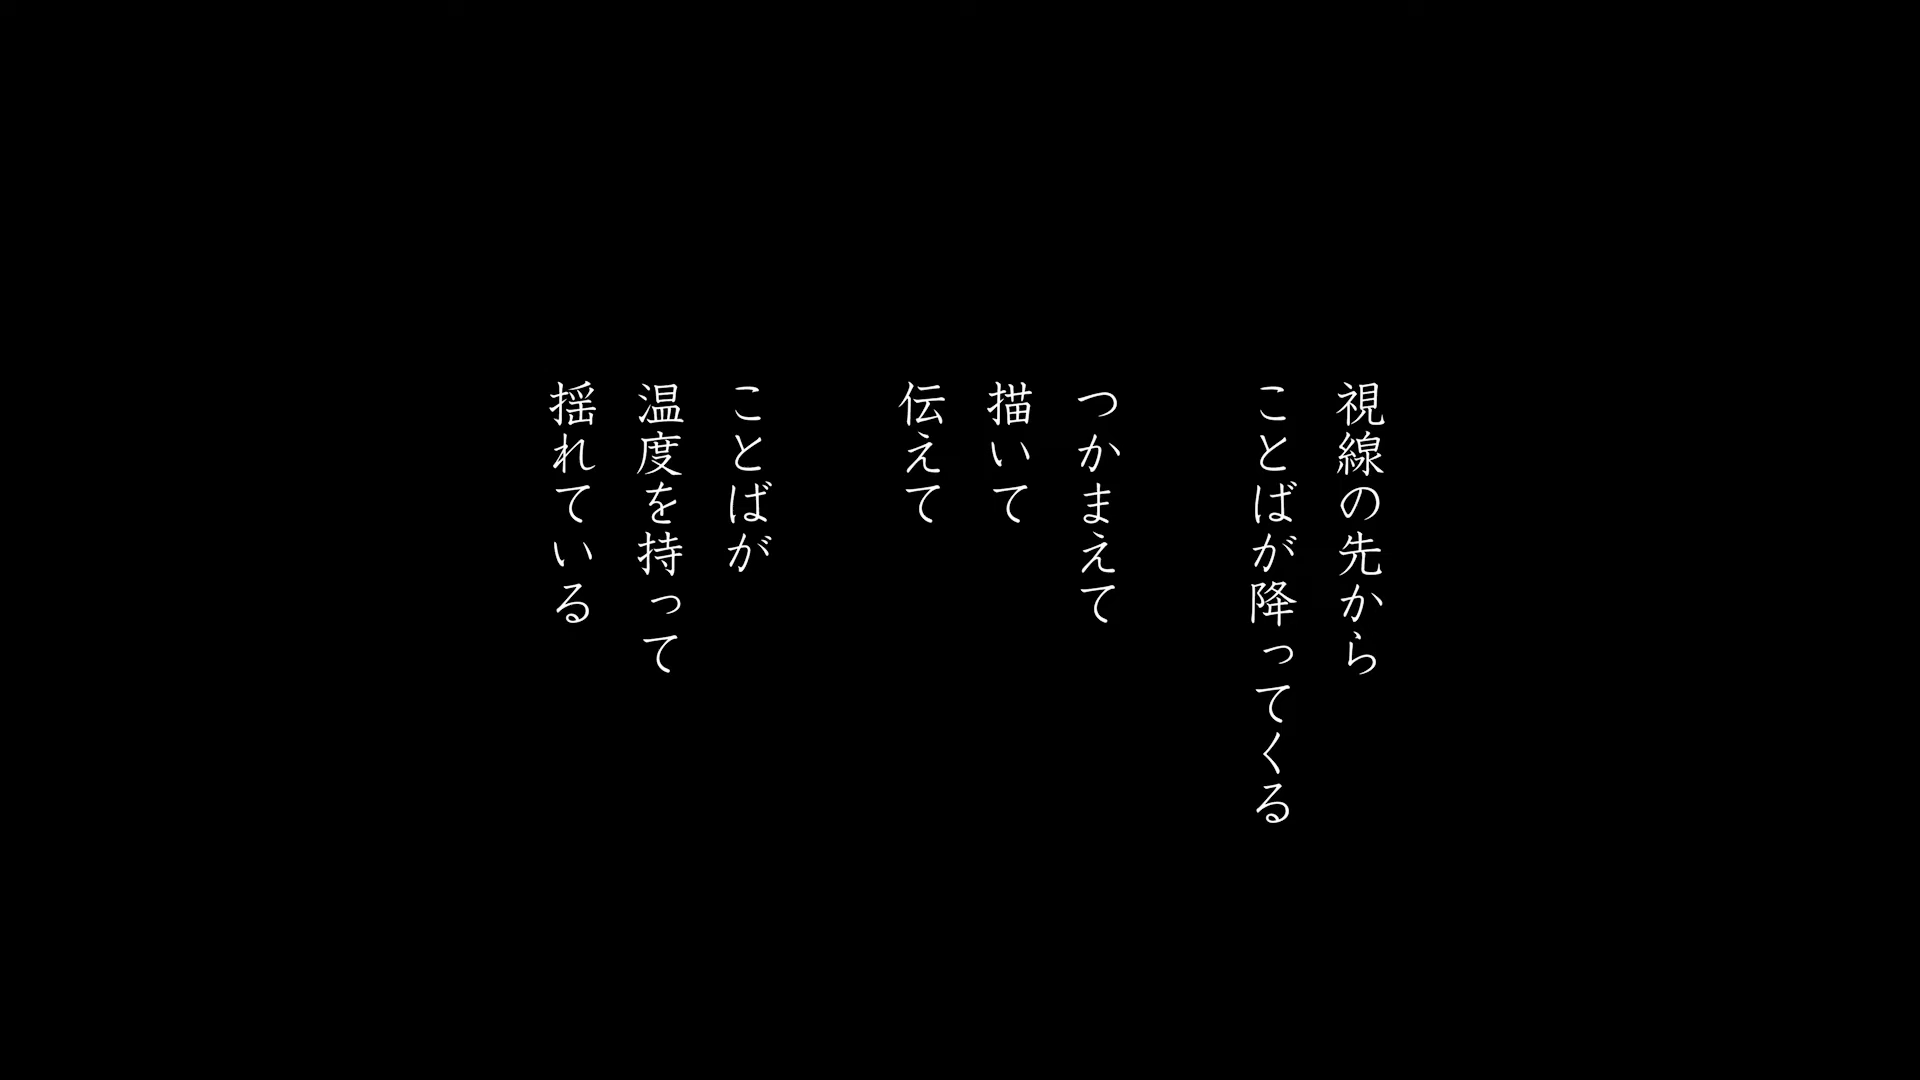 視線の先から
ことばが降ってくる
つかまえて
描いて
伝えて
ことばが
温度を持って
揺れている